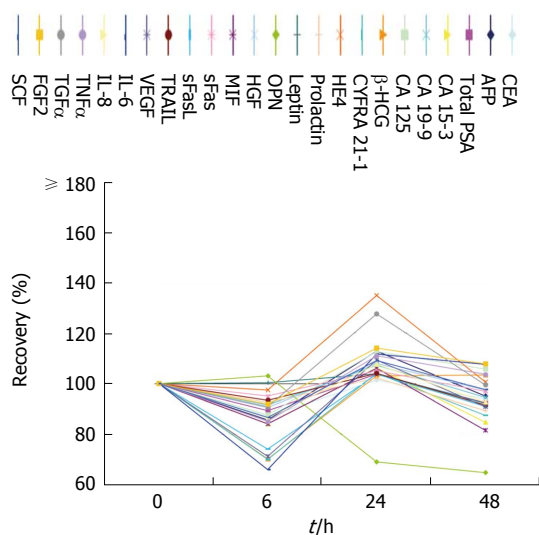 SCF
FGF2
TGFα
TNFα
IL-8
IL-6
VEGF
TRAIL
sFasL
sFas
MIF
HGF
OPN
Leptin
Prolactin
HE4
CYFRA 21-1
β-HCG
CA 125
CA 19-9
CA 15-3
Total PSA
AFP
CEA
≥ 180
160
140
120
100
80
60
Recovery (%)
0 6 24 48
t/h